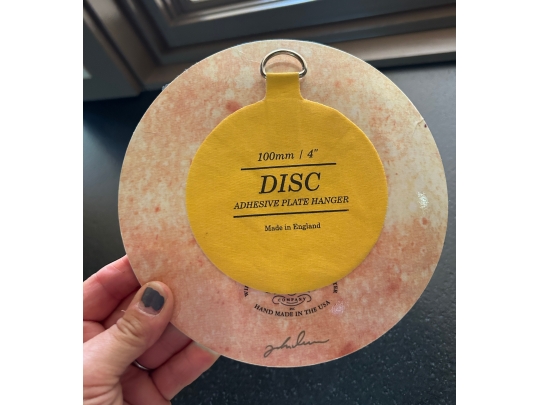 100mm / 4"
DISC
ADHESIVE PLATE HANGER
Made in England
COMPANY
HAND MADE IN THE USA